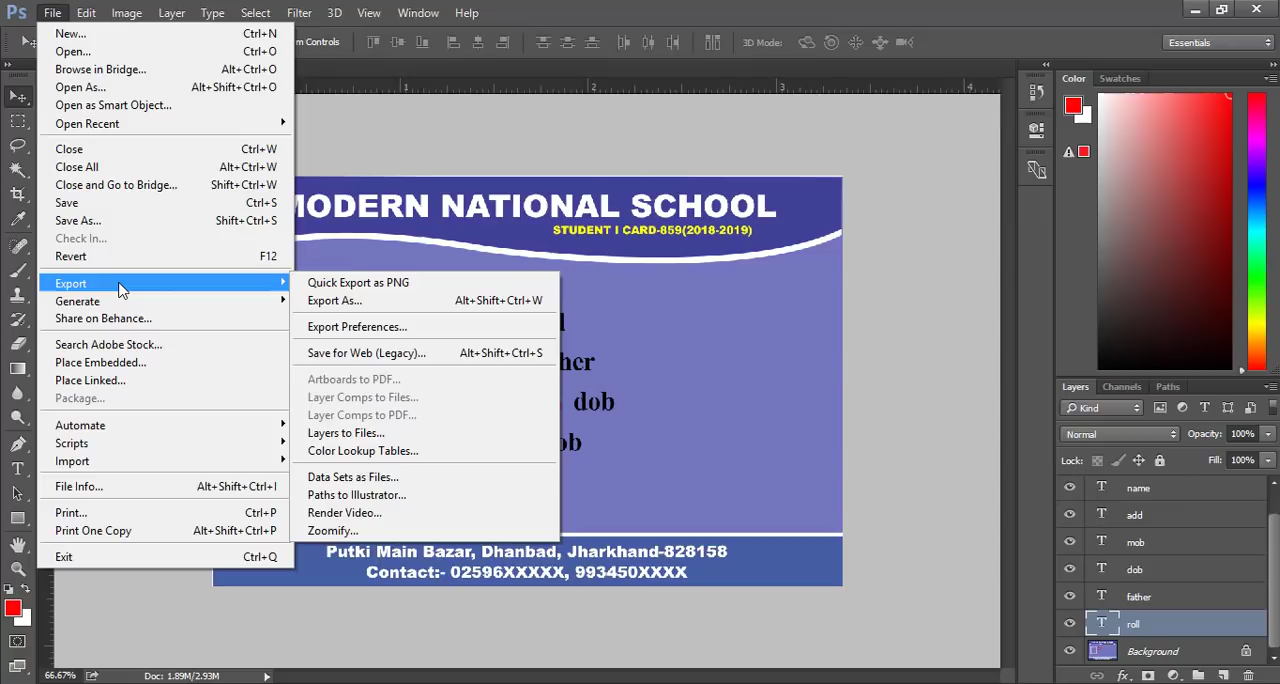 Ps File Edit Image Layer Type Select Filter 3D View Window Help
m Controls 3D Mode: Essentials
New... Ctrl+N
Open... Ctrl+O
Browse in Bridge... Alt+Ctrl+O
Open As... Alt+Shift+Ctrl+O
Open as Smart Object...
Open Recent
Close Ctrl+W
Close All Alt+Ctrl+W
Close and Go to Bridge... Shift+Ctrl+W
Save Ctrl+S
Save As... Shift+Ctrl+S
Check In...
Revert F12
Export
Generate
Share on Behance...
Search Adobe Stock...
Place Embedded...
Place Linked...
Package...
Automate
Scripts
Import
File Info... Alt+Shift+Ctrl+I
Print... Ctrl+P
Print One Copy Alt+Shift+Ctrl+P
Exit Ctrl+Q
Quick Export as PNG
Export As... Alt+Shift+Ctrl+W
Export Preferences...
Save for Web (Legacy)... Alt+Shift+Ctrl+S
Artboards to PDF...
Layer Comps to Files...
Layer Comps to PDF...
Layers to Files...
Color Lookup Tables...
Data Sets as Files...
Paths to Illustrator...
Render Video...
Zoomify...
1 2 3 4
MODERN NATIONAL SCHOOL
STUDENT I CARD-859(2018-2019)
her
dob
ob
Putki Main Bazar, Dhanbad, Jharkhand-828158
Contact:- 02596XXXXX, 993450XXXX
Color Swatches
Layers Channels Paths
Kind
Normal Opacity: 100%
Lock: Fill: 100%
T name
T add
T mob
T dob
T father
T roll
Background
fx
66.67% Doc: 1.89M/2.93M